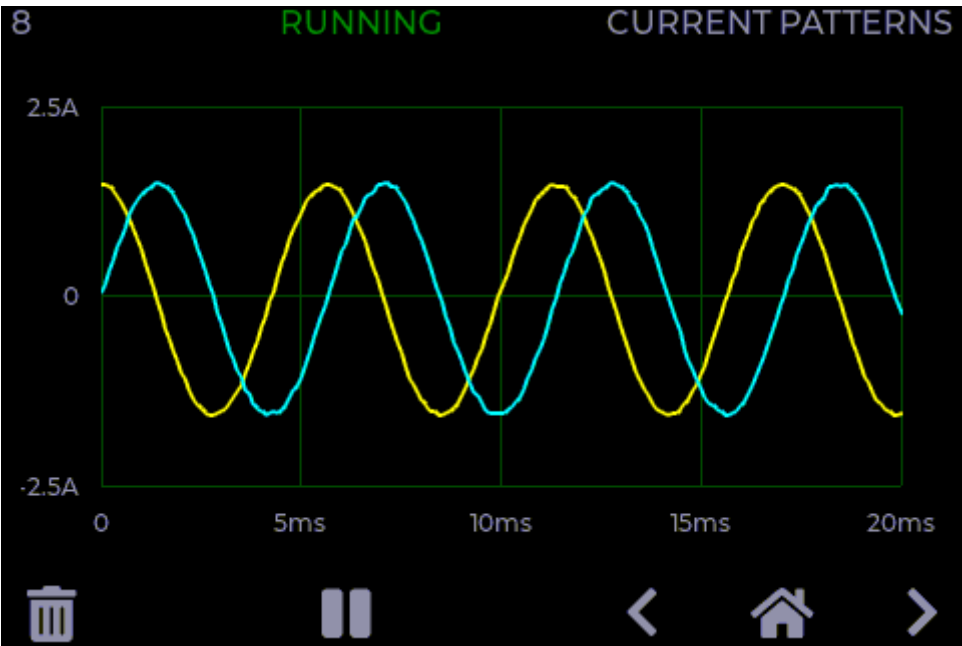 8 RUNNING CURRENT PATTERNS
2.5A
0
-2.5A
0 5ms 10ms 15ms 20ms